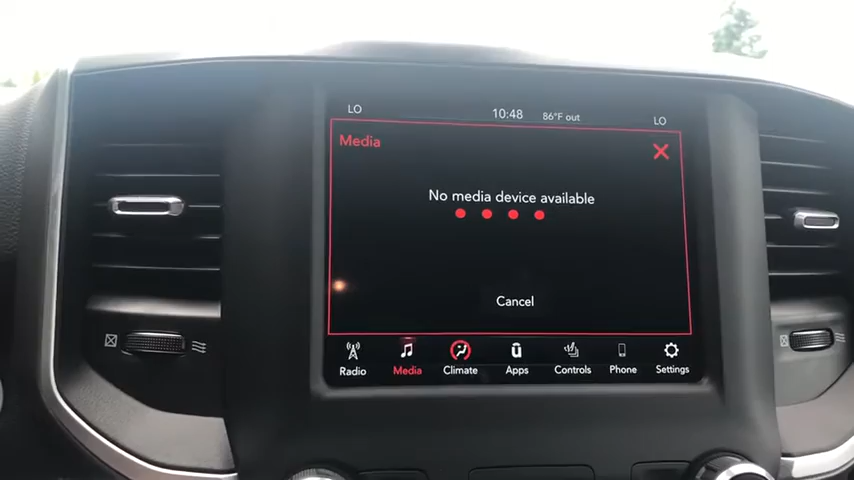 LO 10:48 86°F out LO
Media
No media device available
Cancel
Radio Media Climate Apps Controls Phone Settings